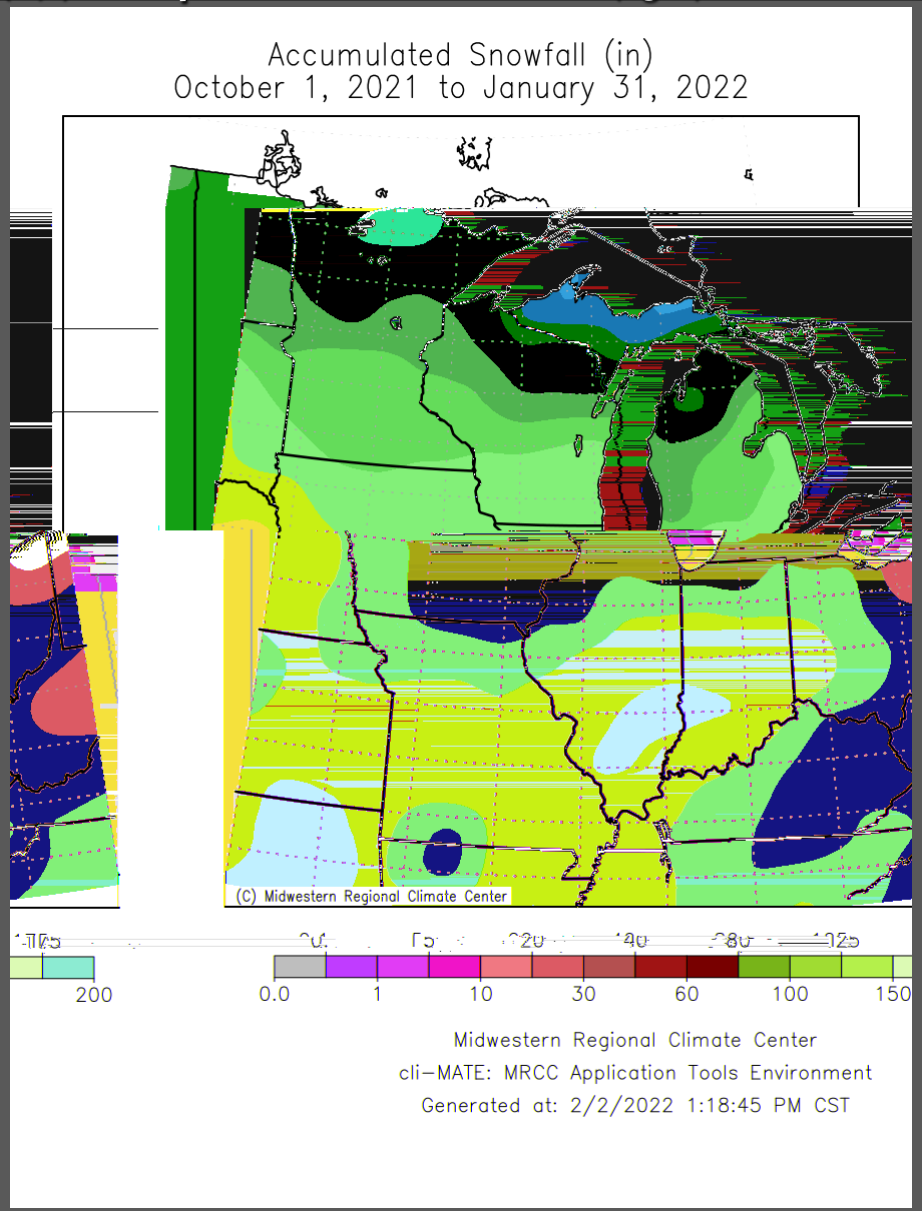 Accumulated Snowfall (in)
October 1, 2021 to January 31, 2022
(C) Midwestern Regional Climate Center
200 0.0 1 10 30 60 100 150
Midwestern Regional Climate Center
cli-MATE: MRCC Application Tools Environment
Generated at: 2/2/2022 1:18:45 PM CST